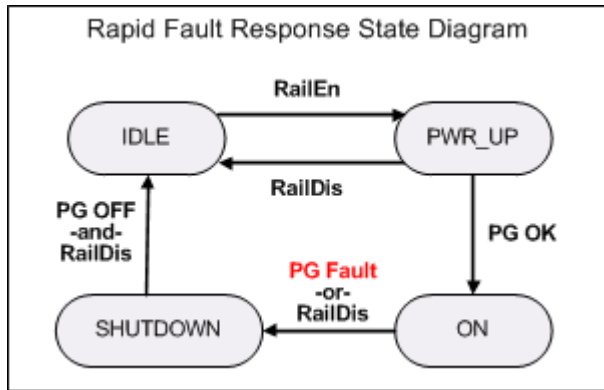 Rapid Fault Response State Diagram
RailEn
IDLE
PWR_UP
RailDis
PG OFF
-and-
RailDis
PG OK
PG Fault
-or-
RailDis
SHUTDOWN
ON